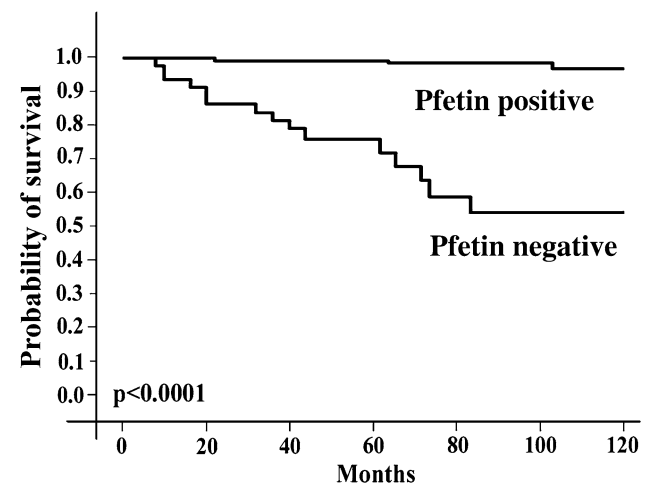 Probability of survival
1.0
0.9
0.8
0.7
0.6
0.5
0.4
0.3
0.2
0.1
0.0
Pfetin positive
Pfetin negative
p<0.0001
0 20 40 60 80 100 120
Months